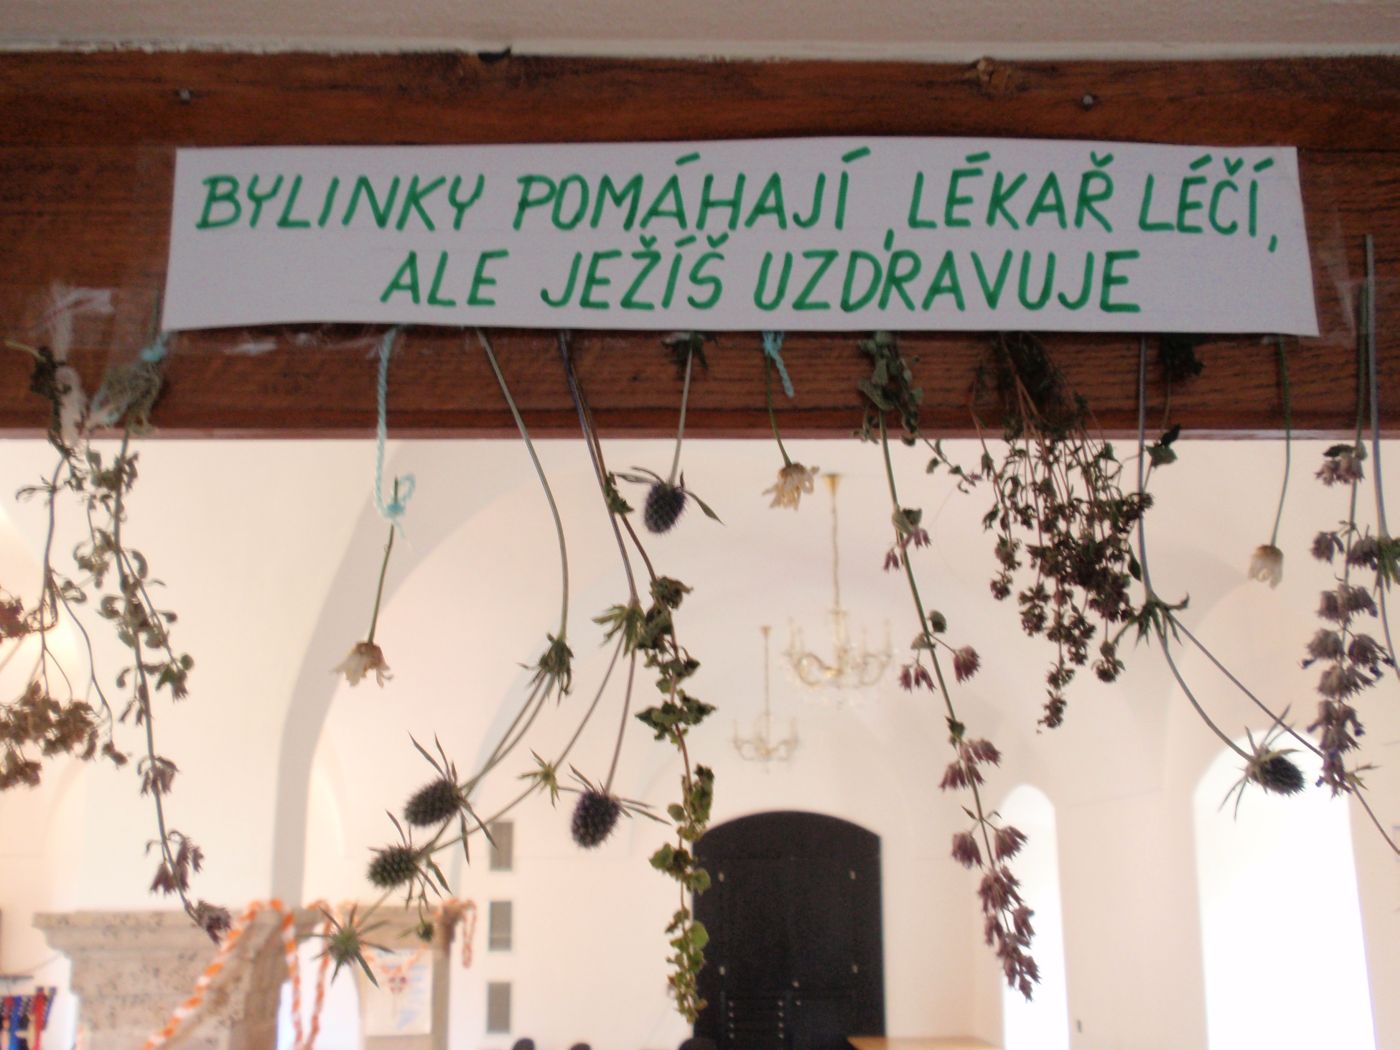 BYLINKY POMÁHAJÍ, LÉKAŘ LÉČÍ,
ALE JEŽÍŠ UZDRAVUJE